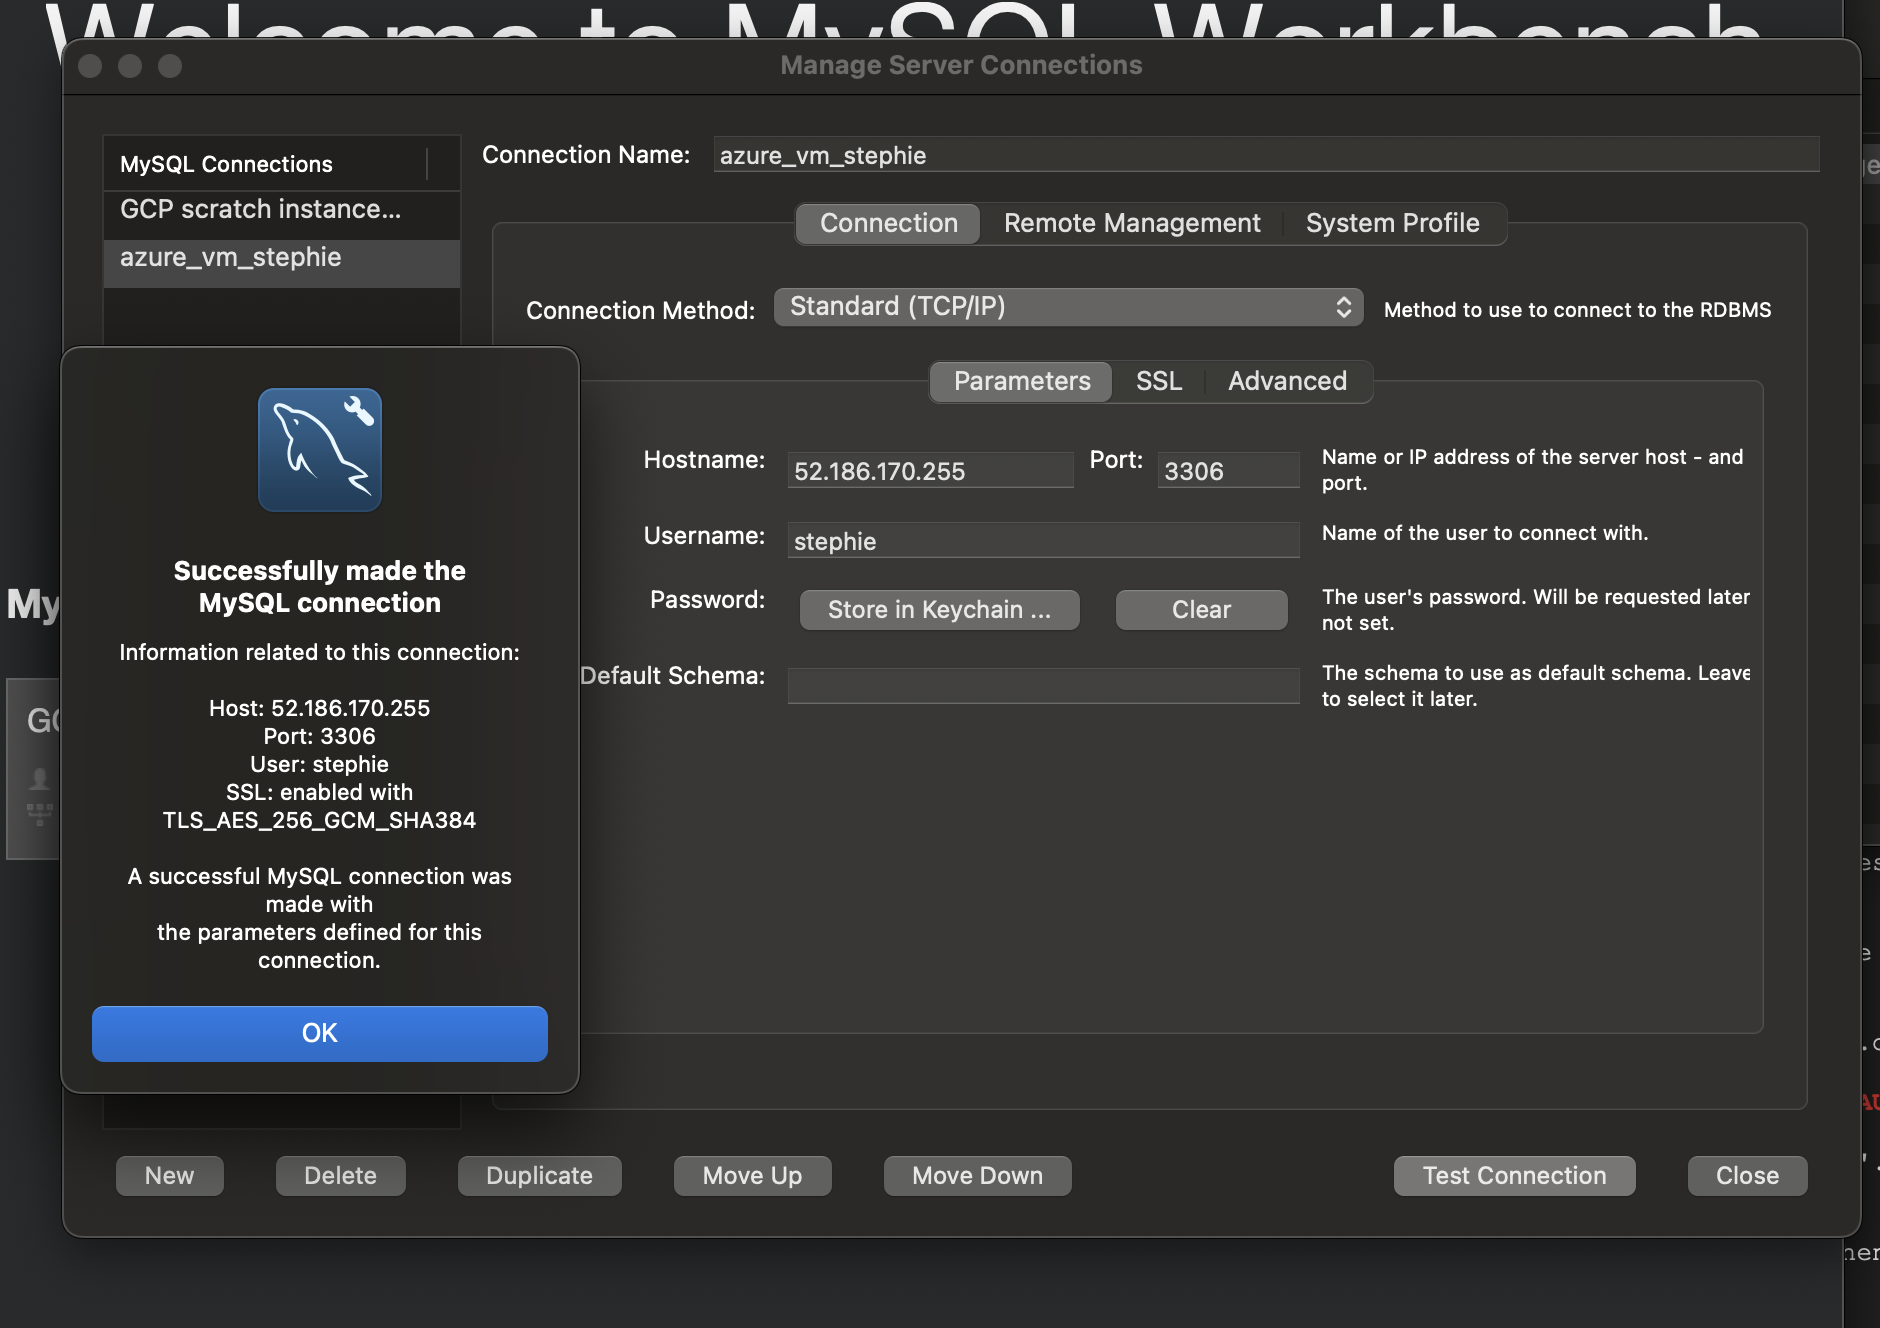 Welcome to MySQL Workbench
Manage Server Connections
MySQL Connections
GCP scratch instance...
azure_vm_stephie
Connection Name: azure_vm_stephie
Connection Remote Management System Profile
Connection Method: Standard (TCP/IP) Method to use to connect to the RDBMS
Parameters SSL Advanced
Hostname: 52.186.170.255 Port: 3306 Name or IP address of the server host - and
port.
Username: stephie Name of the user to connect with.
Password: Store in Keychain ... Clear The user's password. Will be requested later
not set.
Default Schema: The schema to use as default schema. Leave
to select it later.
My
GC
Successfully made the
MySQL connection
Information related to this connection:
Host: 52.186.170.255
Port: 3306
User: stephie
SSL: enabled with
TLS_AES_256_GCM_SHA384
A successful MySQL connection was
made with
the parameters defined for this
connection.
OK
New Delete Duplicate Move Up Move Down Test Connection Close